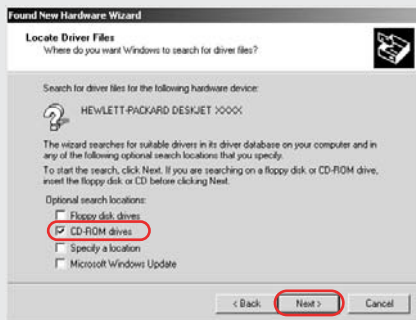 Found New Hardware Wizard
Locate Driver Files
Where do you want Windows to search for driver files?
Search for driver files for the following hardware device:
HEWLETT-PACKARD DESKJET XXXX
The wizard searches for suitable drivers in its driver database on your computer and in
any of the following optional search locations that you specify.
To start the search, click Next. If you are searching on a floppy disk or CD-ROM drive,
insert the floppy disk or CD before clicking Next.
Optional search locations:
Floppy disk drives
CD-ROM drives
Specify a location
Microsoft Windows Update
< Back Next > Cancel